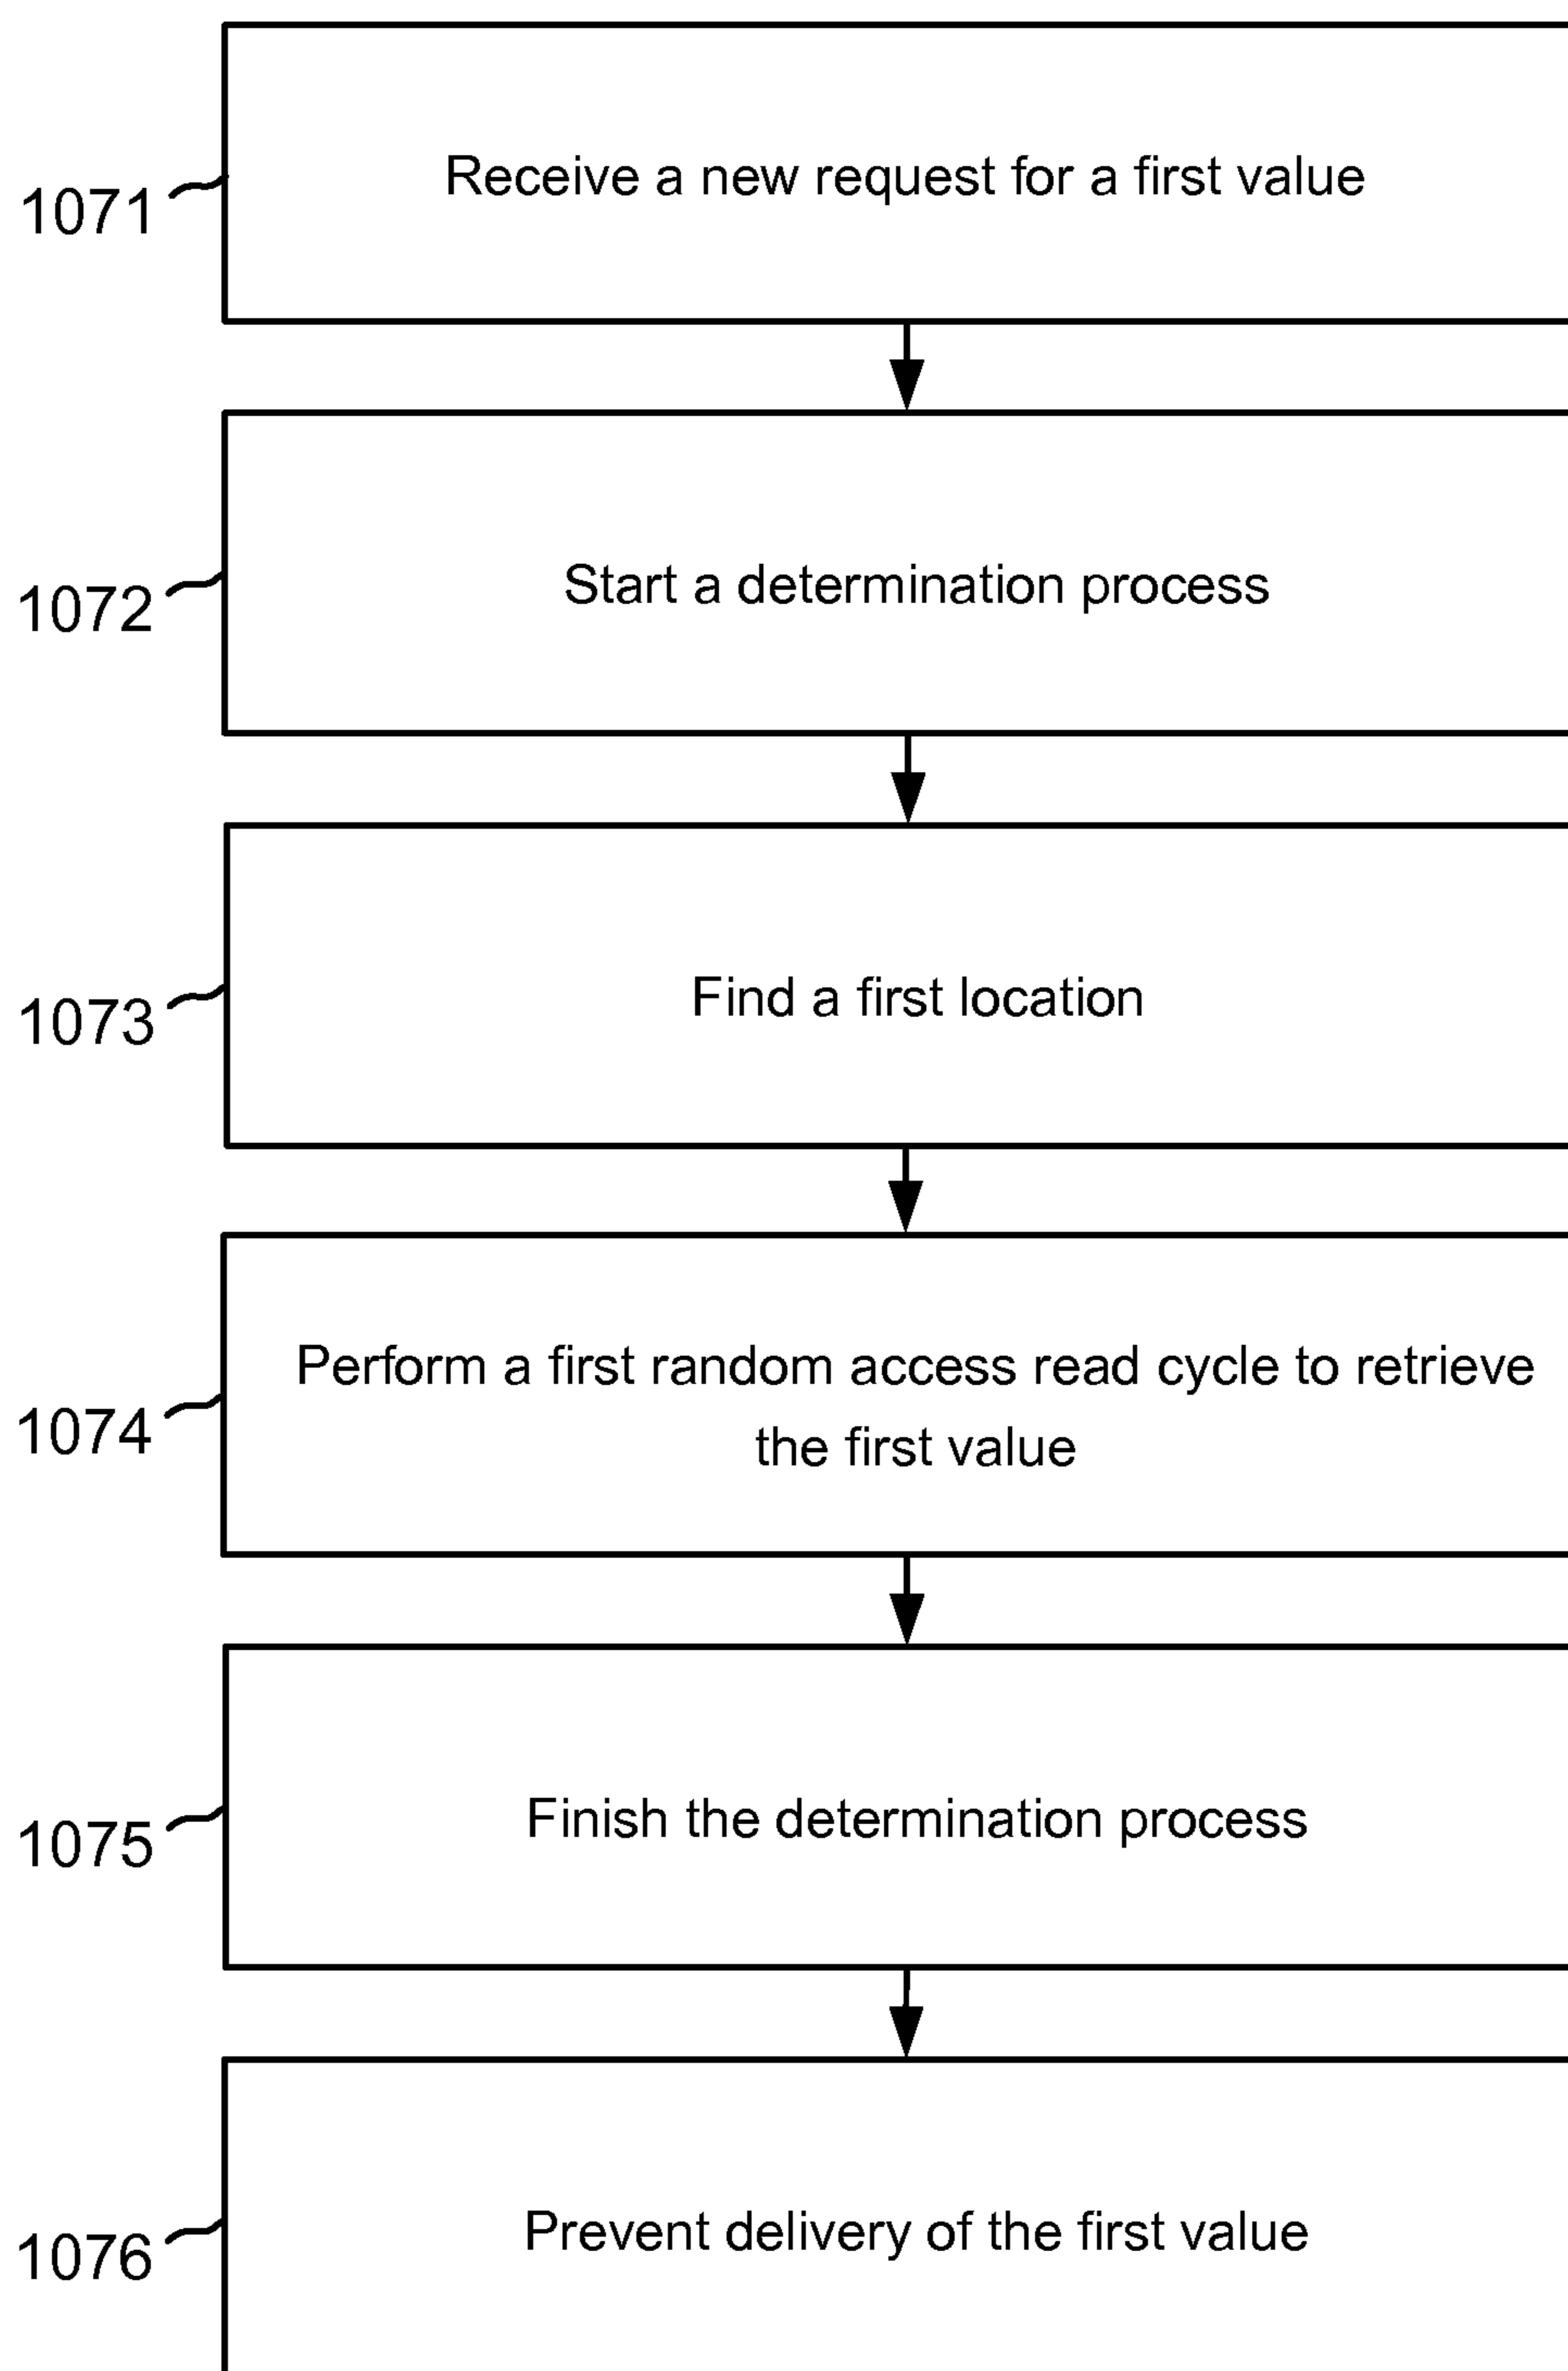 1071
Receive a new request for a first value
1072
Start a determination process
1073
Find a first location
1074
Perform a first random access read cycle to retrieve
the first value
1075
Finish the determination process
1076
Prevent delivery of the first value